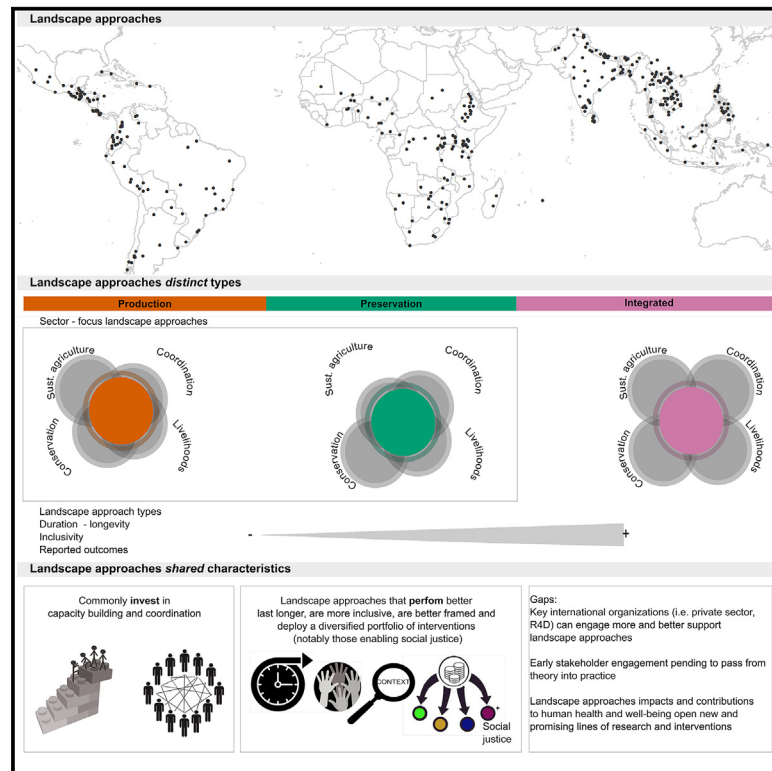 Landscape approaches
Landscape approaches distinct types
Production
Preservation
Integrated
Sector - focus landscape approaches
Sust. agriculture
Coordination
Conservation
Livelihoods
Sust. agriculture
Coordination
Conservation
Livelihoods
Sust. agriculture
Coordination
Conservation
Livelihoods
Landscape approach types
Duration - longevity
Inclusivity
Reported outcomes
-
+
Landscape approaches shared characteristics
Commonly invest in
capacity building and coordination
Landscape approaches that perfom better
last longer, are more inclusive, are better framed and
deploy a diversified portfolio of interventions
(notably those enabling social justice)
CONTEXT
+
Social
justice
Gaps:
Key international organizations (i.e. private sector,
R4D) can engage more and better support
landscape approaches
Early stakeholder engagement pending to pass from
theory into practice
Landscape approaches impacts and contributions
to human health and well-being open new and
promising lines of research and interventions